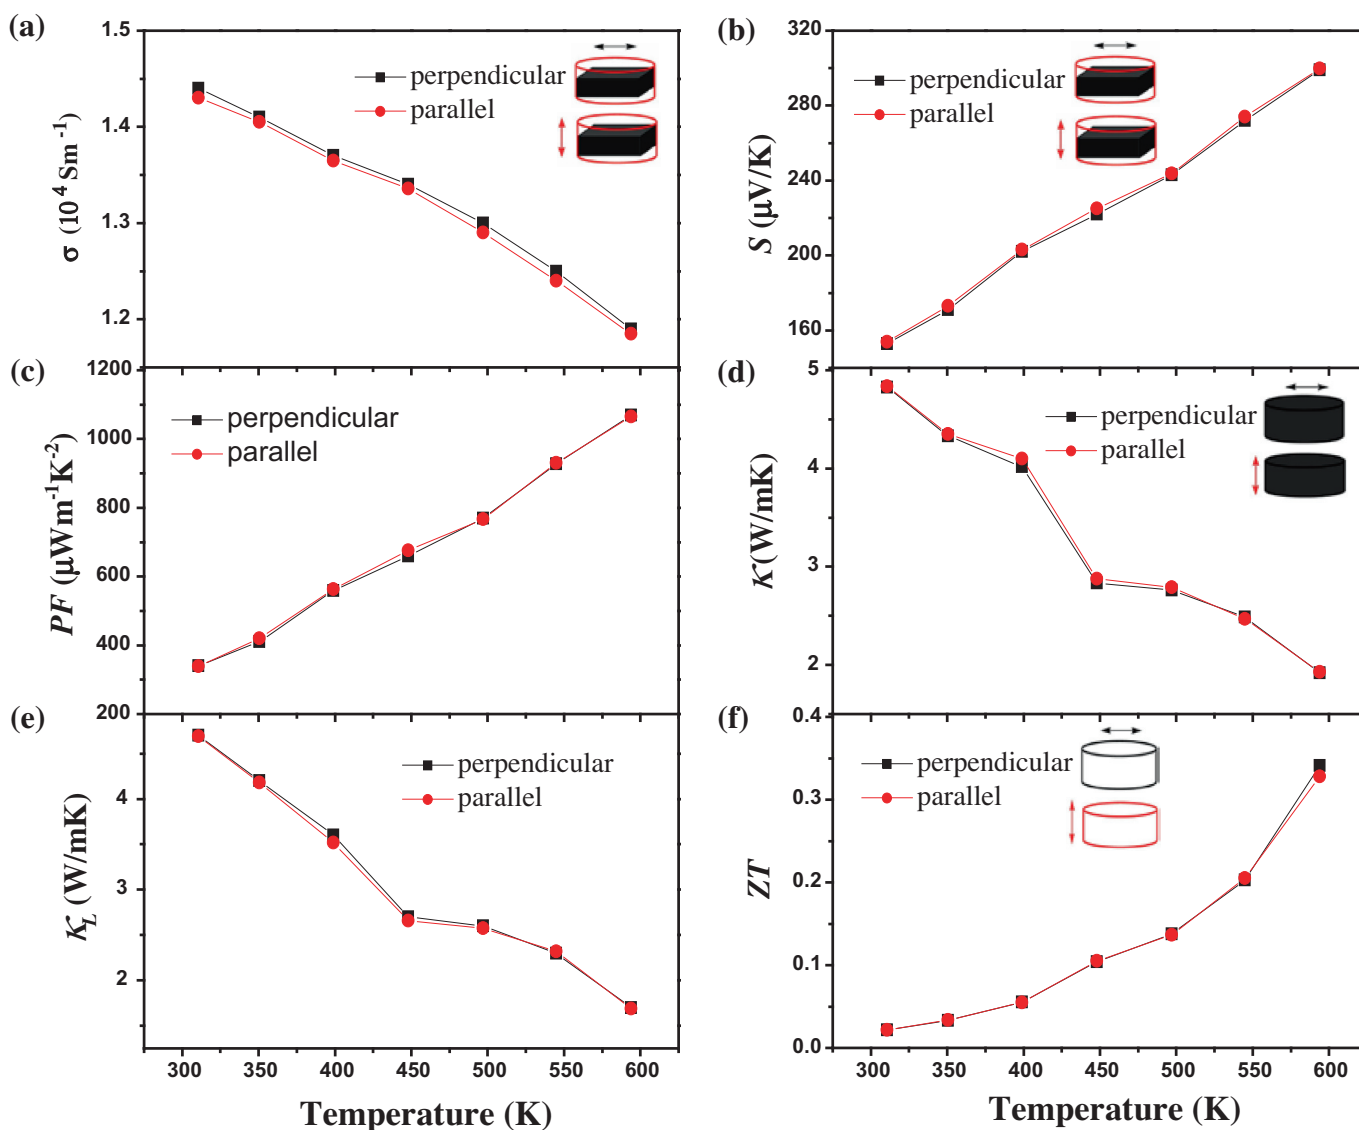 (a)
1.5
1.4
1.3
1.2
σ (10⁴ Sm⁻¹)
perpendicular
parallel
(b)
320
280
240
200
160
S (μV/K)
perpendicular
parallel
(c)
1200
1000
800
600
400
200
PF (μWm⁻¹K⁻²)
perpendicular
parallel
(d)
5
4
3
2
κ (W/mK)
perpendicular
parallel
(e)
4
3
2
κL (W/mK)
perpendicular
parallel
300 350 400 450 500 550 600
Temperature (K)
(f)
0.4
0.3
0.2
0.1
0.0
ZT
perpendicular
parallel
300 350 400 450 500 550 600
Temperature (K)